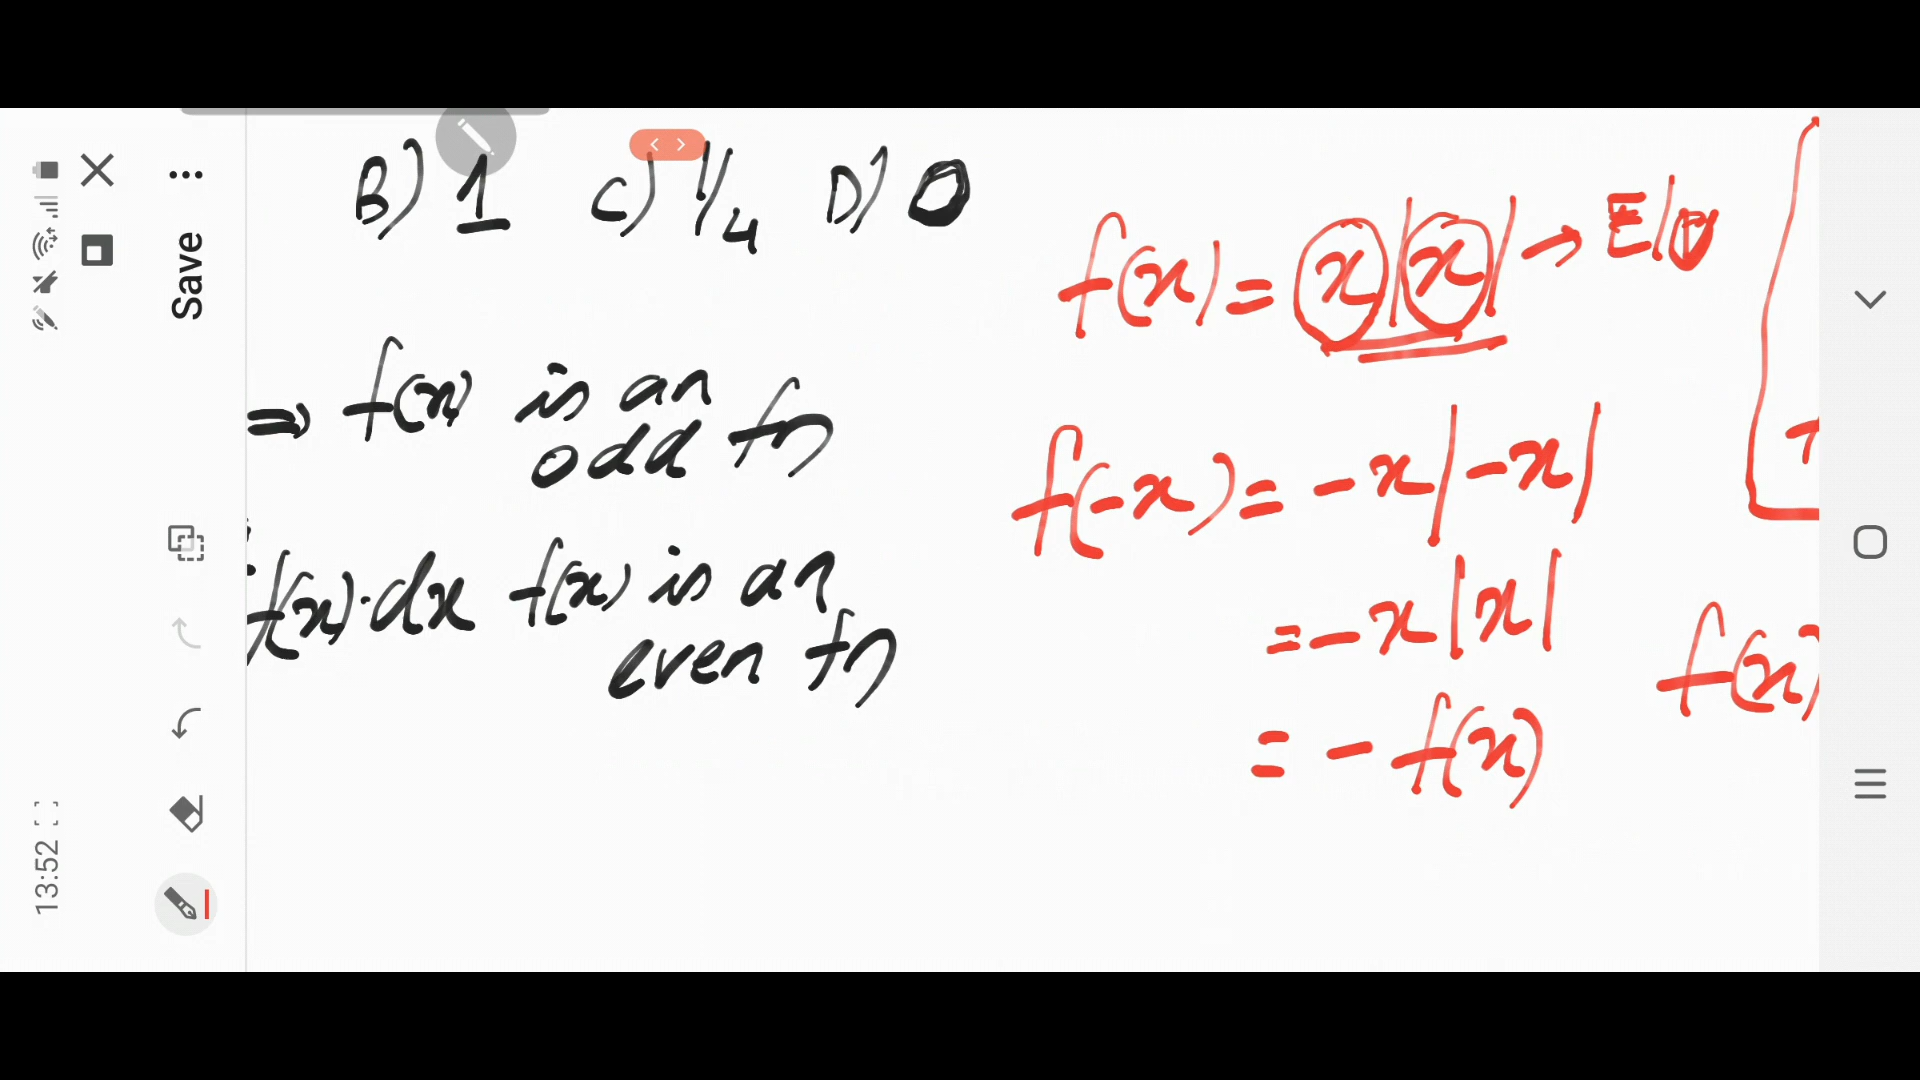 B) 1 C) 1/4 D) 0
⇒ f(x) is an
odd fn
f(x)·dx f(x) is an
even fn
f(x) = x|x| → E/O
f(-x) = -x|-x|
= -x|x|
= -f(x)
f(x)
Save
13:52